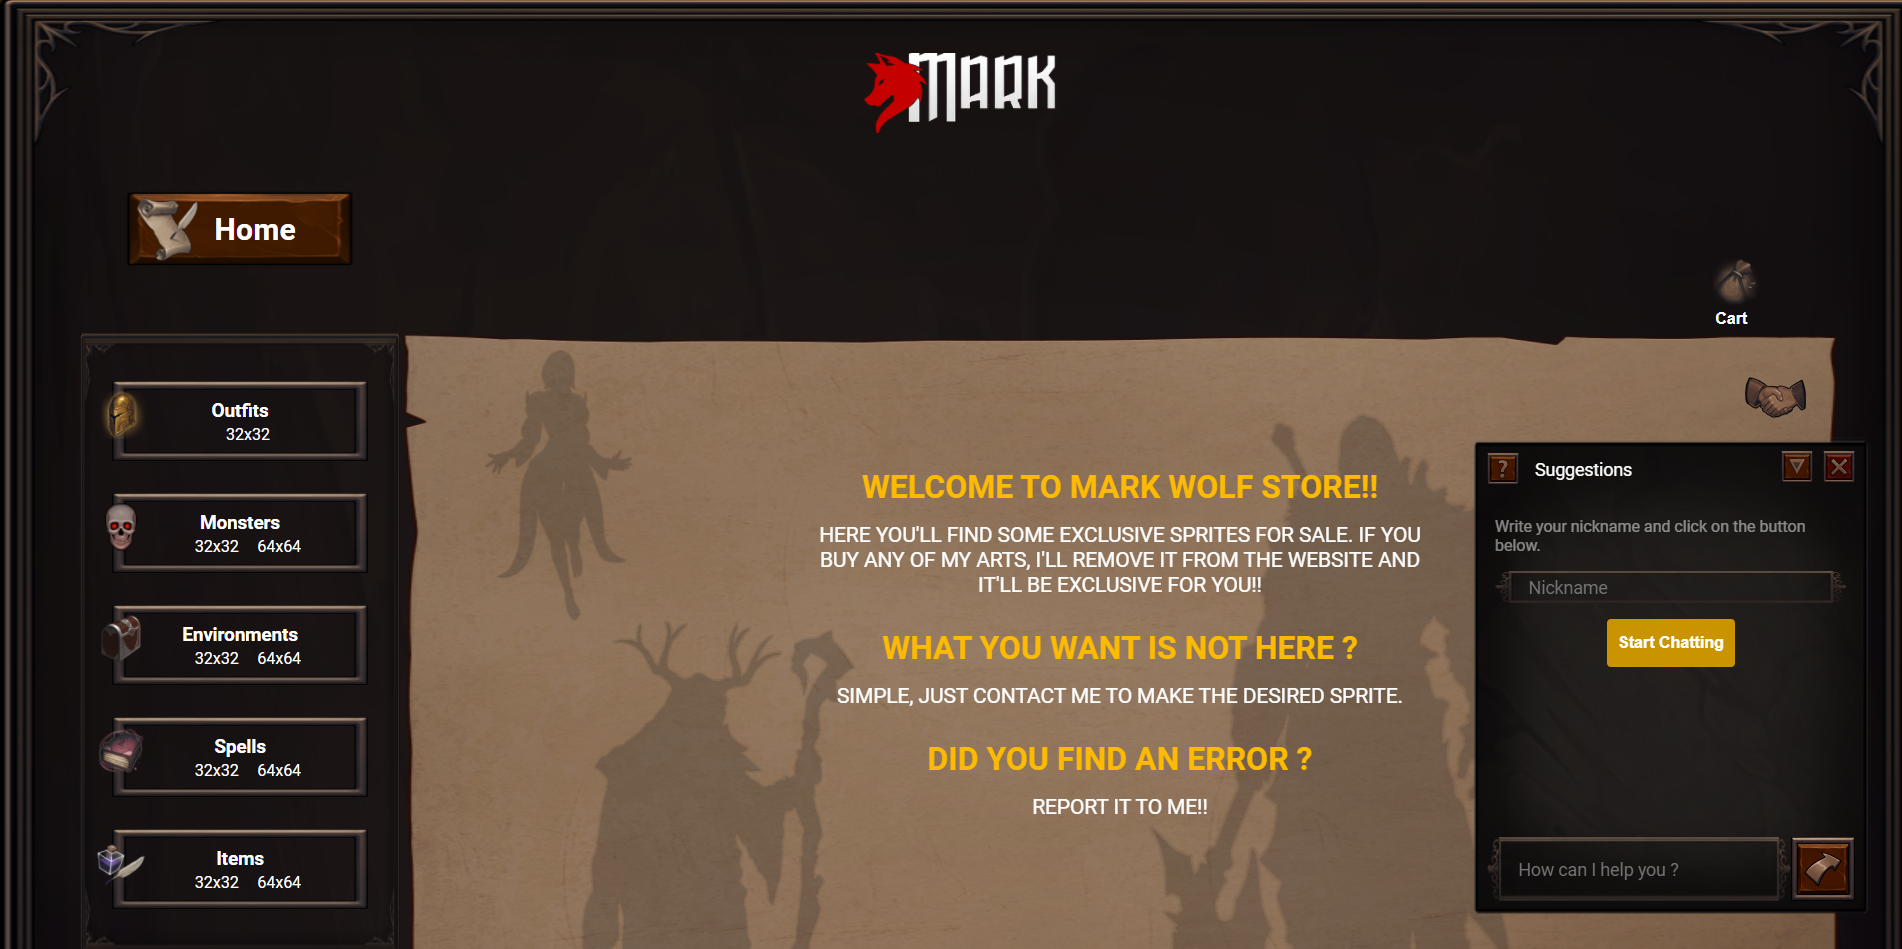 MARK
Home
Cart
Outfits
32x32
Monsters
32x32 64x64
Environments
32x32 64x64
Spells
32x32 64x64
Items
32x32 64x64
WELCOME TO MARK WOLF STORE!!
HERE YOU'LL FIND SOME EXCLUSIVE SPRITES FOR SALE. IF YOU
BUY ANY OF MY ARTS, I'LL REMOVE IT FROM THE WEBSITE AND
IT'LL BE EXCLUSIVE FOR YOU!!
WHAT YOU WANT IS NOT HERE ?
SIMPLE, JUST CONTACT ME TO MAKE THE DESIRED SPRITE.
DID YOU FIND AN ERROR ?
REPORT IT TO ME!!
? Suggestions
Write your nickname and click on the button
below.
Nickname
Start Chatting
How can I help you ?